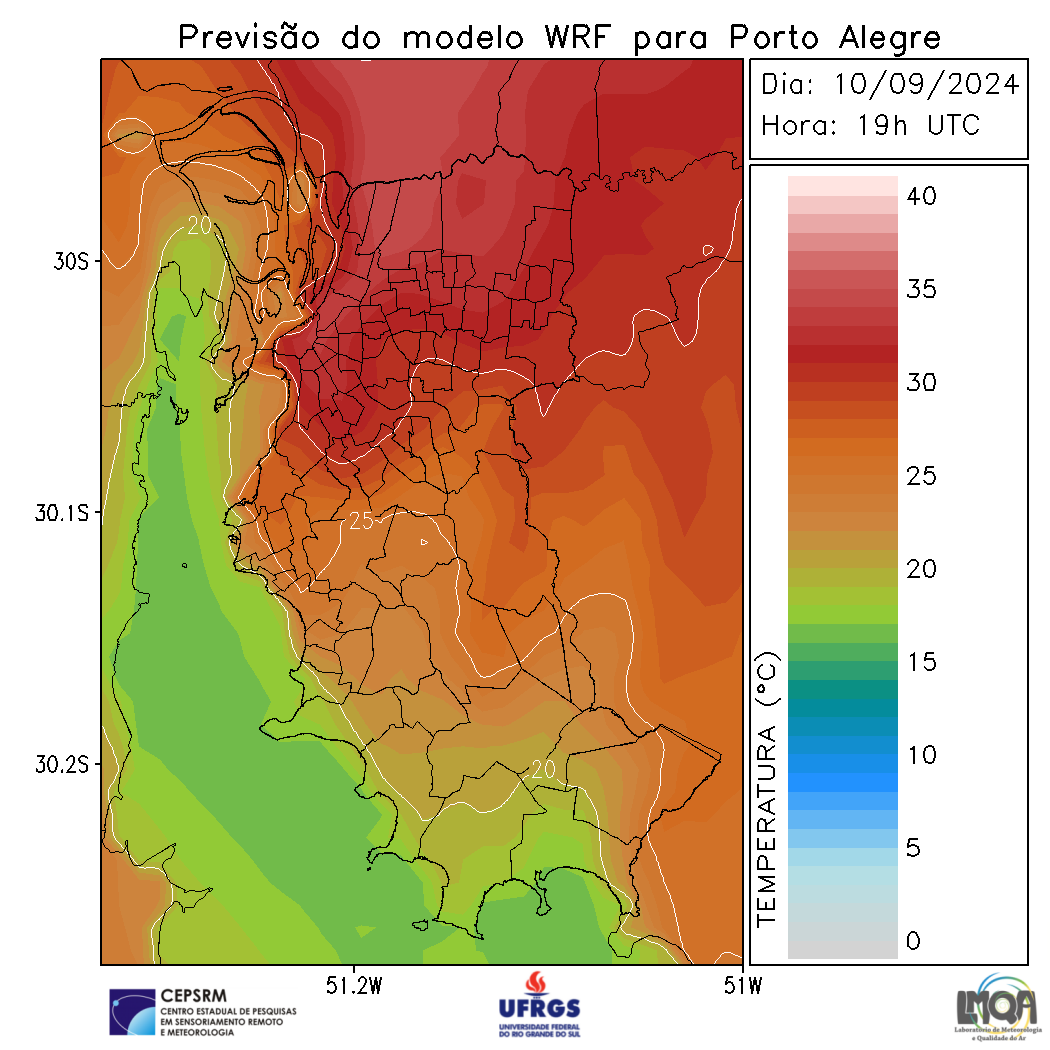 Previsão do modelo WRF para Porto Alegre
Dia: 10/09/2024
Hora: 19h UTC
40
35
30
25
20
15
10
5
0
TEMPERATURA (°C)
20
25
20
30S
30.1S
30.2S
51.2W
51W
CEPSRM
CENTRO ESTADUAL DE PESQUISAS
EM SENSORIAMENTO REMOTO
E METEOROLOGIA
UFRGS
UNIVERSIDADE FEDERAL
DO RIO GRANDE DO SUL
LMQA
Laboratório de Meteorologia
e Qualidade do Ar